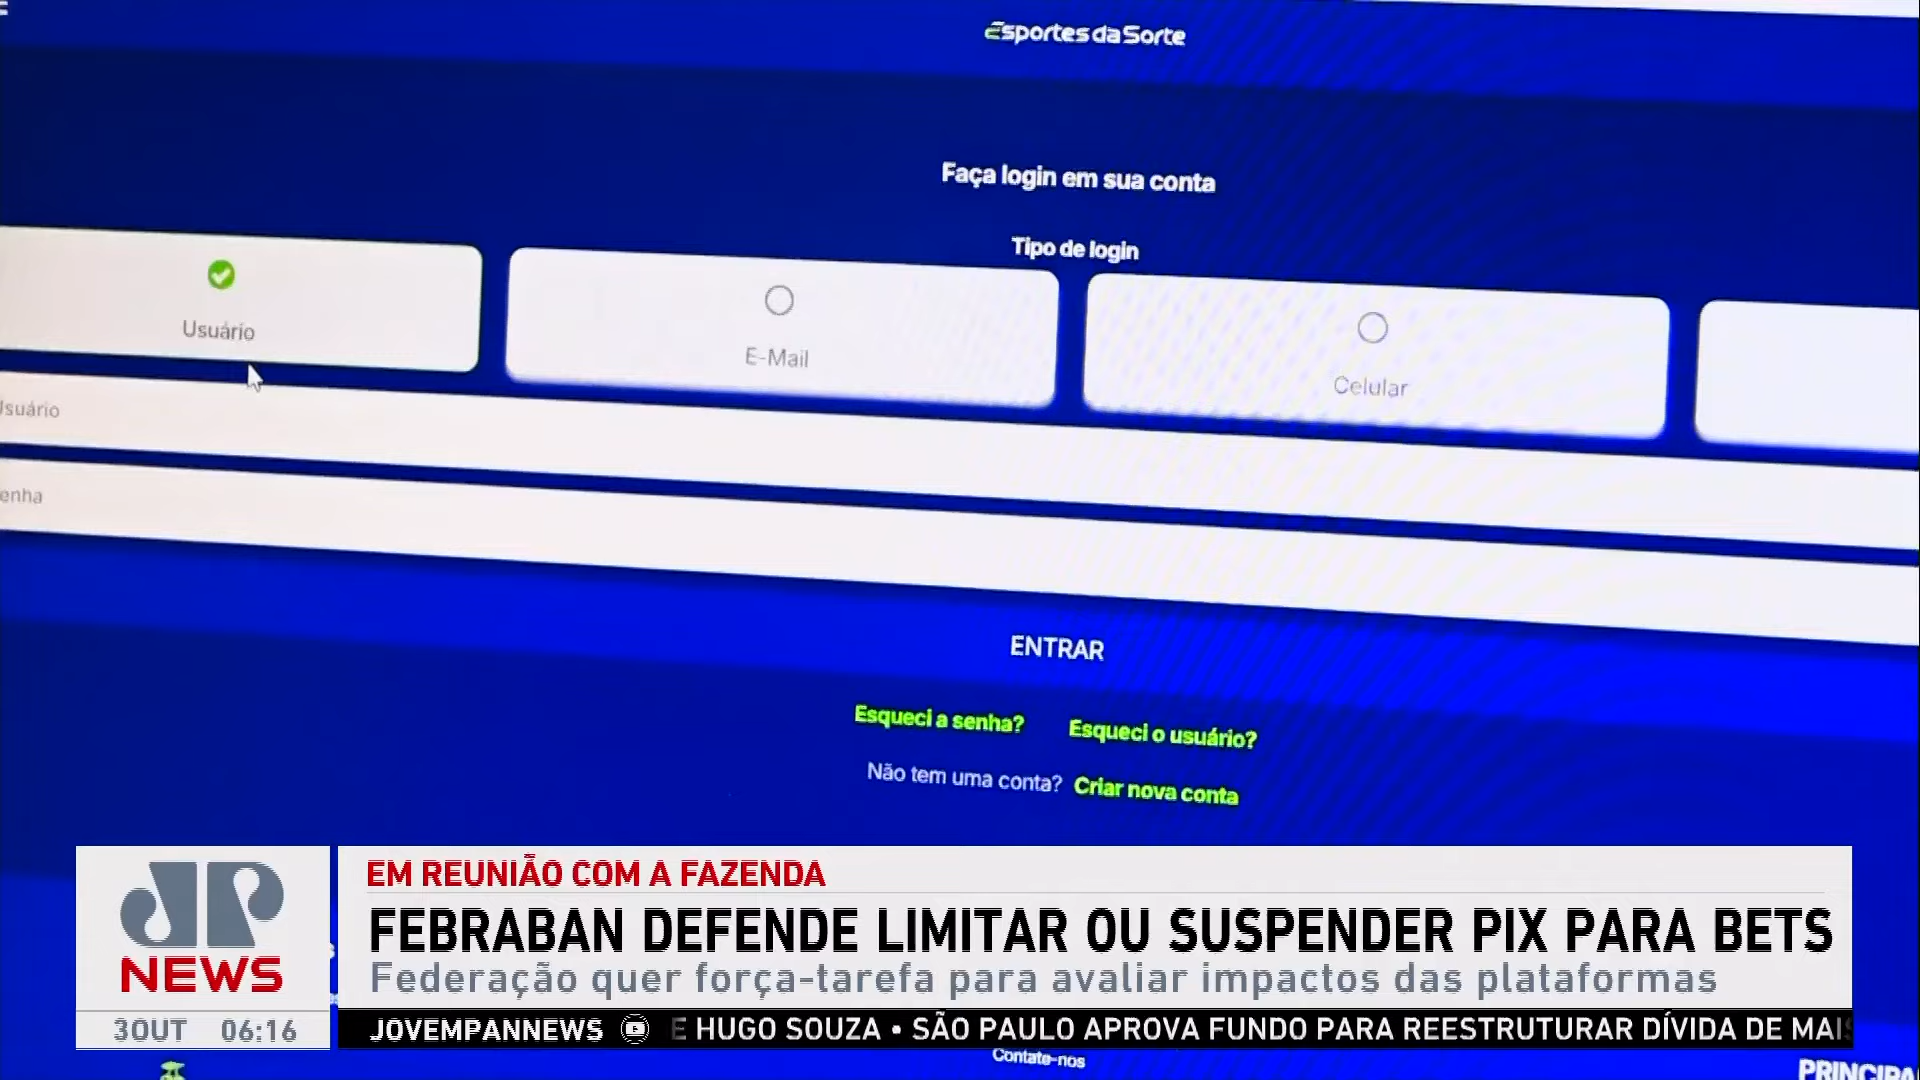 Esportes da Sorte
Faça login em sua conta
Tipo de login
Usuário
E-Mail
Celular
Usuário
enha
ENTRAR
Esqueci a senha? Esqueci o usuário?
Não tem uma conta? Criar nova conta
EM REUNIÃO COM A FAZENDA
FEBRABAN DEFENDE LIMITAR OU SUSPENDER PIX PARA BETS
Federação quer força-tarefa para avaliar impactos das plataformas
JP
NEWS
3OUT 06:16
JOVEMPANNEWS E HUGO SOUZA • SÃO PAULO APROVA FUNDO PARA REESTRUTURAR DÍVIDA DE MAIS
Contate-nos
PRINCIPA